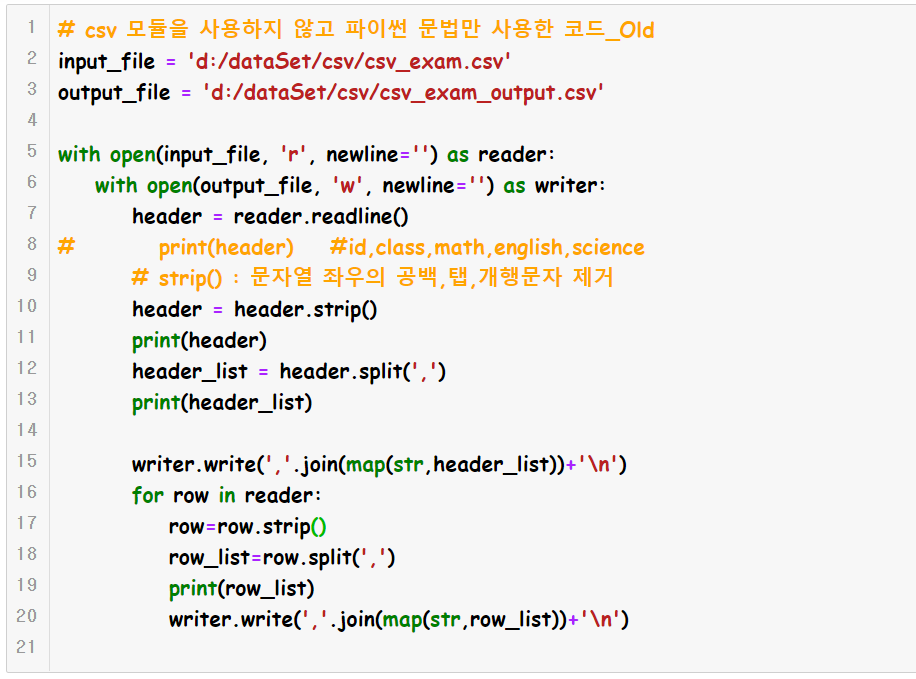 1 # csv 모듈을 사용하지 않고 파이썬 문법만 사용한 코드_Old
2 input_file = 'd:/dataSet/csv/csv_exam.csv'
3 output_file = 'd:/dataSet/csv/csv_exam_output.csv'
4
5 with open(input_file, 'r', newline='') as reader:
6     with open(output_file, 'w', newline='') as writer:
7         header = reader.readline()
8 #         print(header)   #id,class,math,english,science
9         # strip() : 문자열 좌우의 공백,탭,개행문자 제거
10         header = header.strip()
11         print(header)
12         header_list = header.split(',')
13         print(header_list)
14
15         writer.write(','.join(map(str,header_list))+'\n')
16         for row in reader:
17             row=row.strip()
18             row_list=row.split(',')
19             print(row_list)
20             writer.write(','.join(map(str,row_list))+'\n')
21